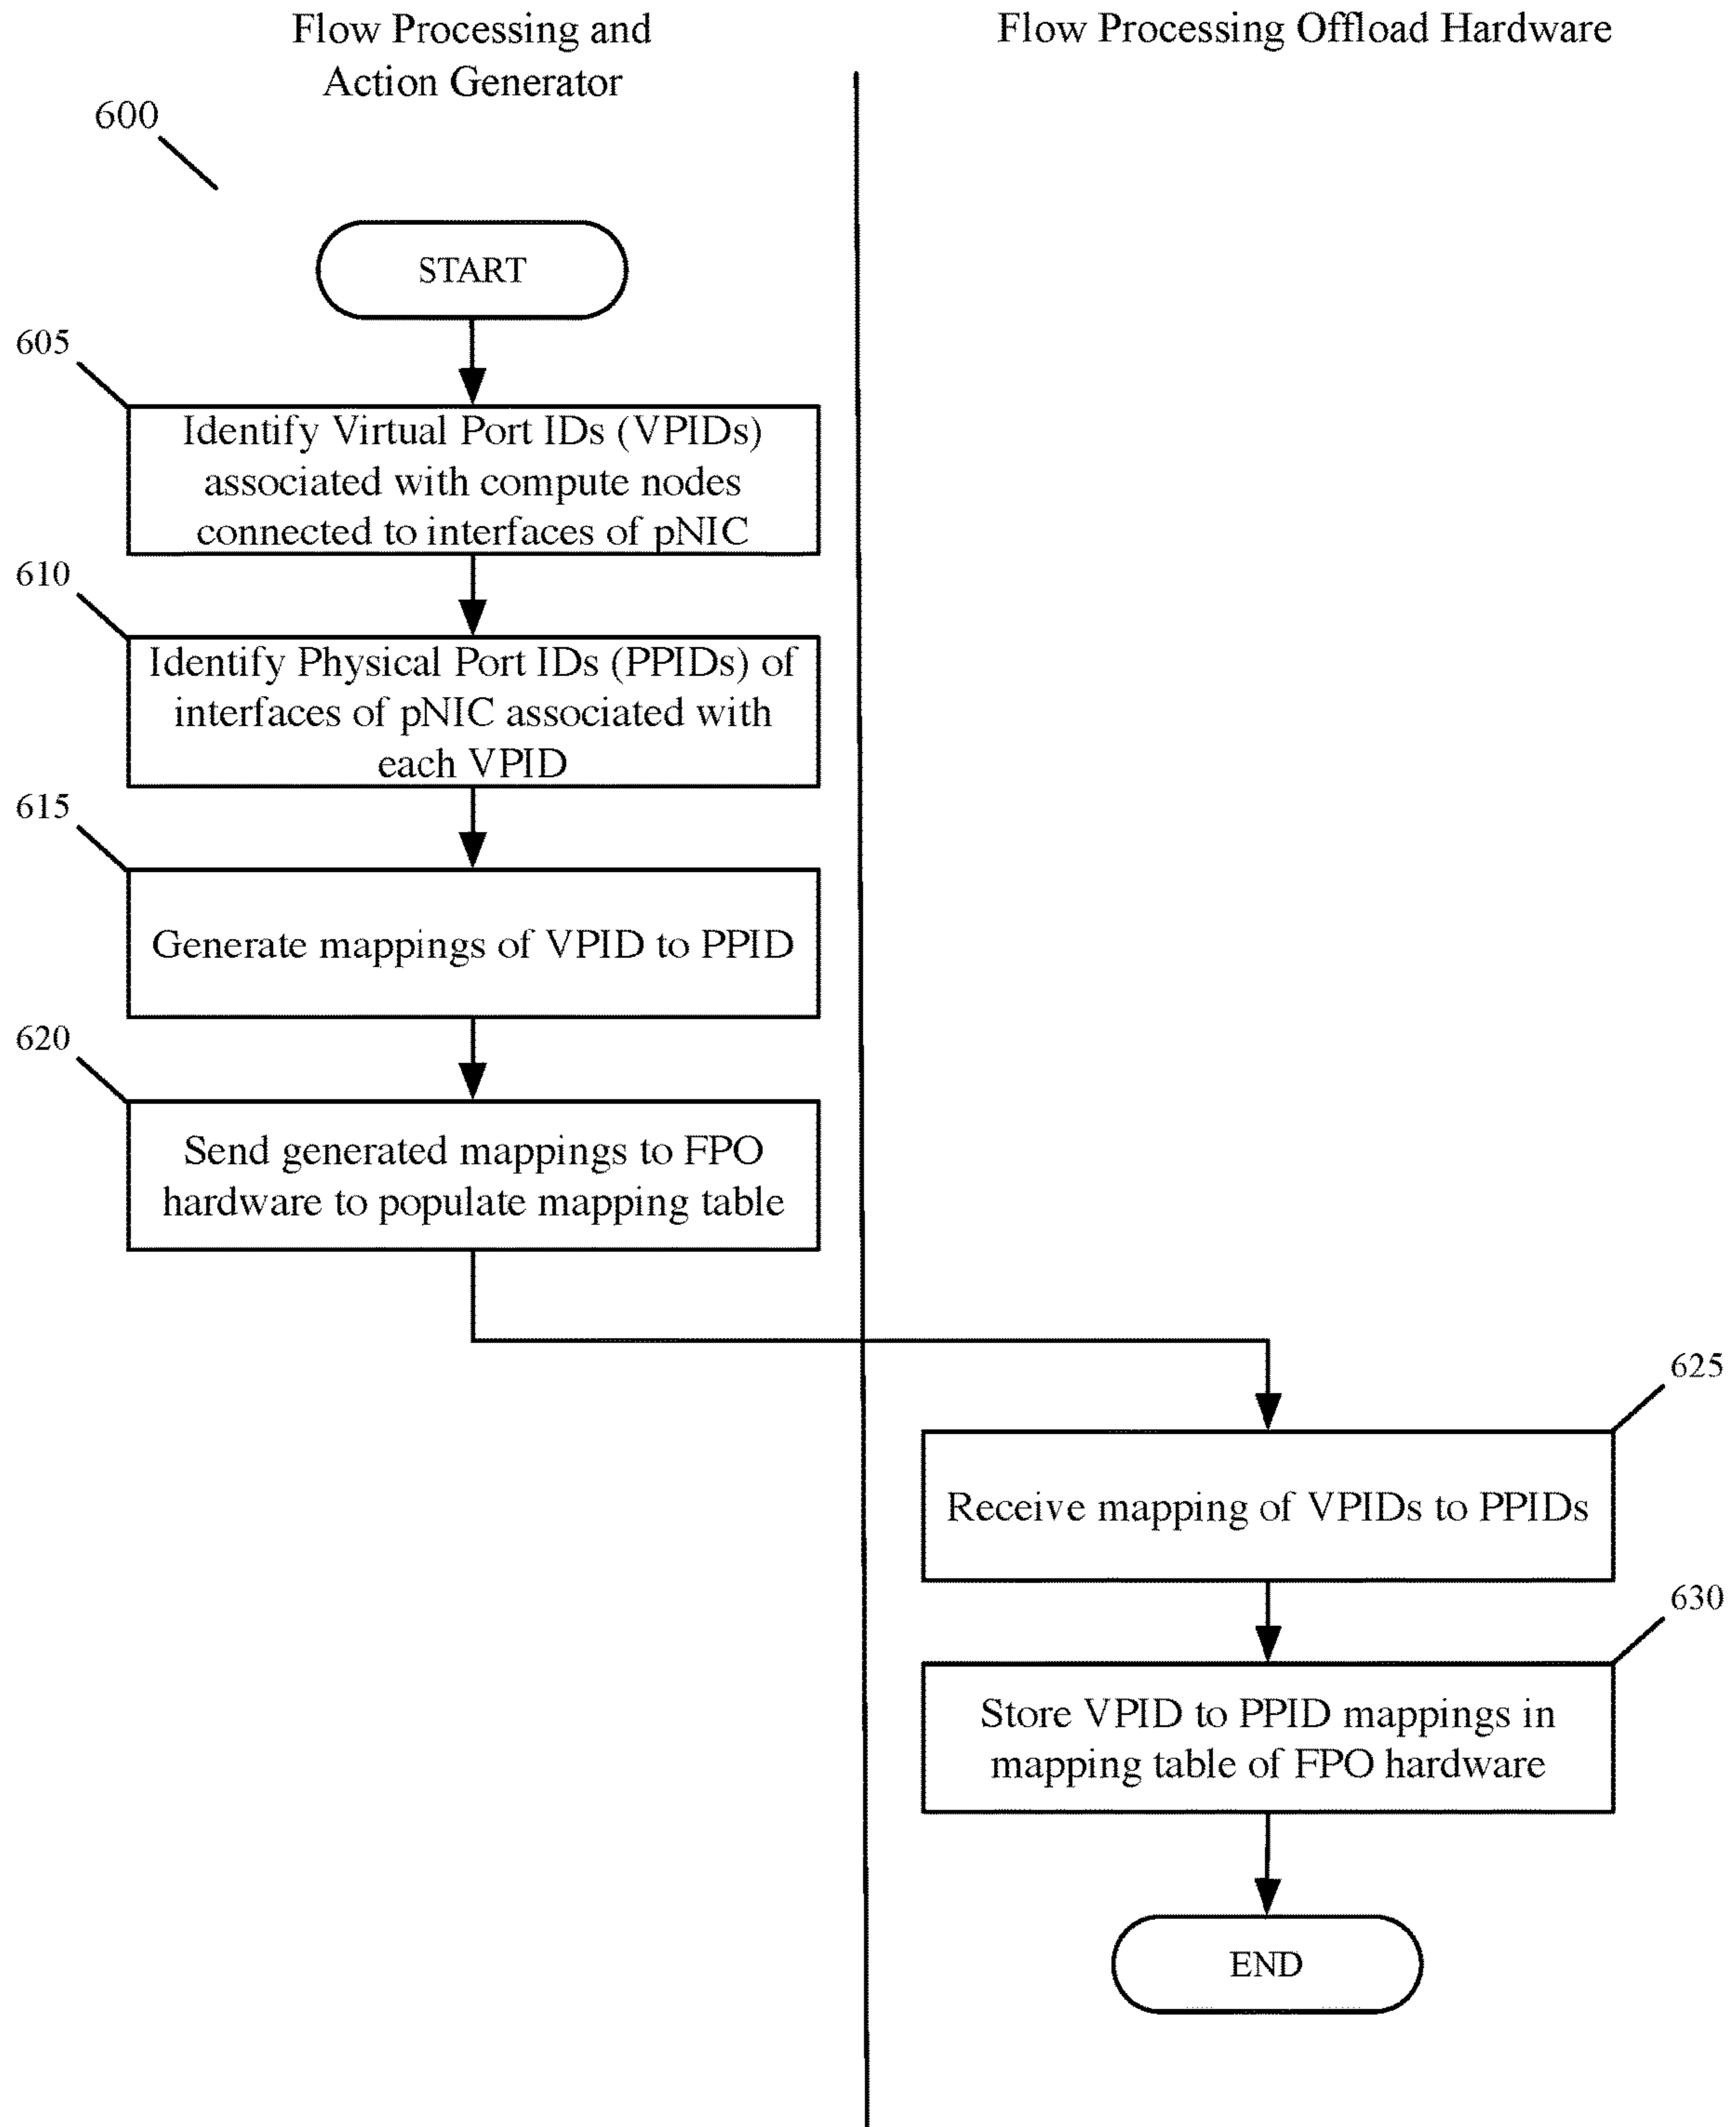 Flow Processing and
Action Generator
Flow Processing Offload Hardware
600
START
605
Identify Virtual Port IDs (VPIDs)
associated with compute nodes
connected to interfaces of pNIC
610
Identify Physical Port IDs (PPIDs) of
interfaces of pNIC associated with
each VPID
615
Generate mappings of VPID to PPID
620
Send generated mappings to FPO
hardware to populate mapping table
625
Receive mapping of VPIDs to PPIDs
630
Store VPID to PPID mappings in
mapping table of FPO hardware
END